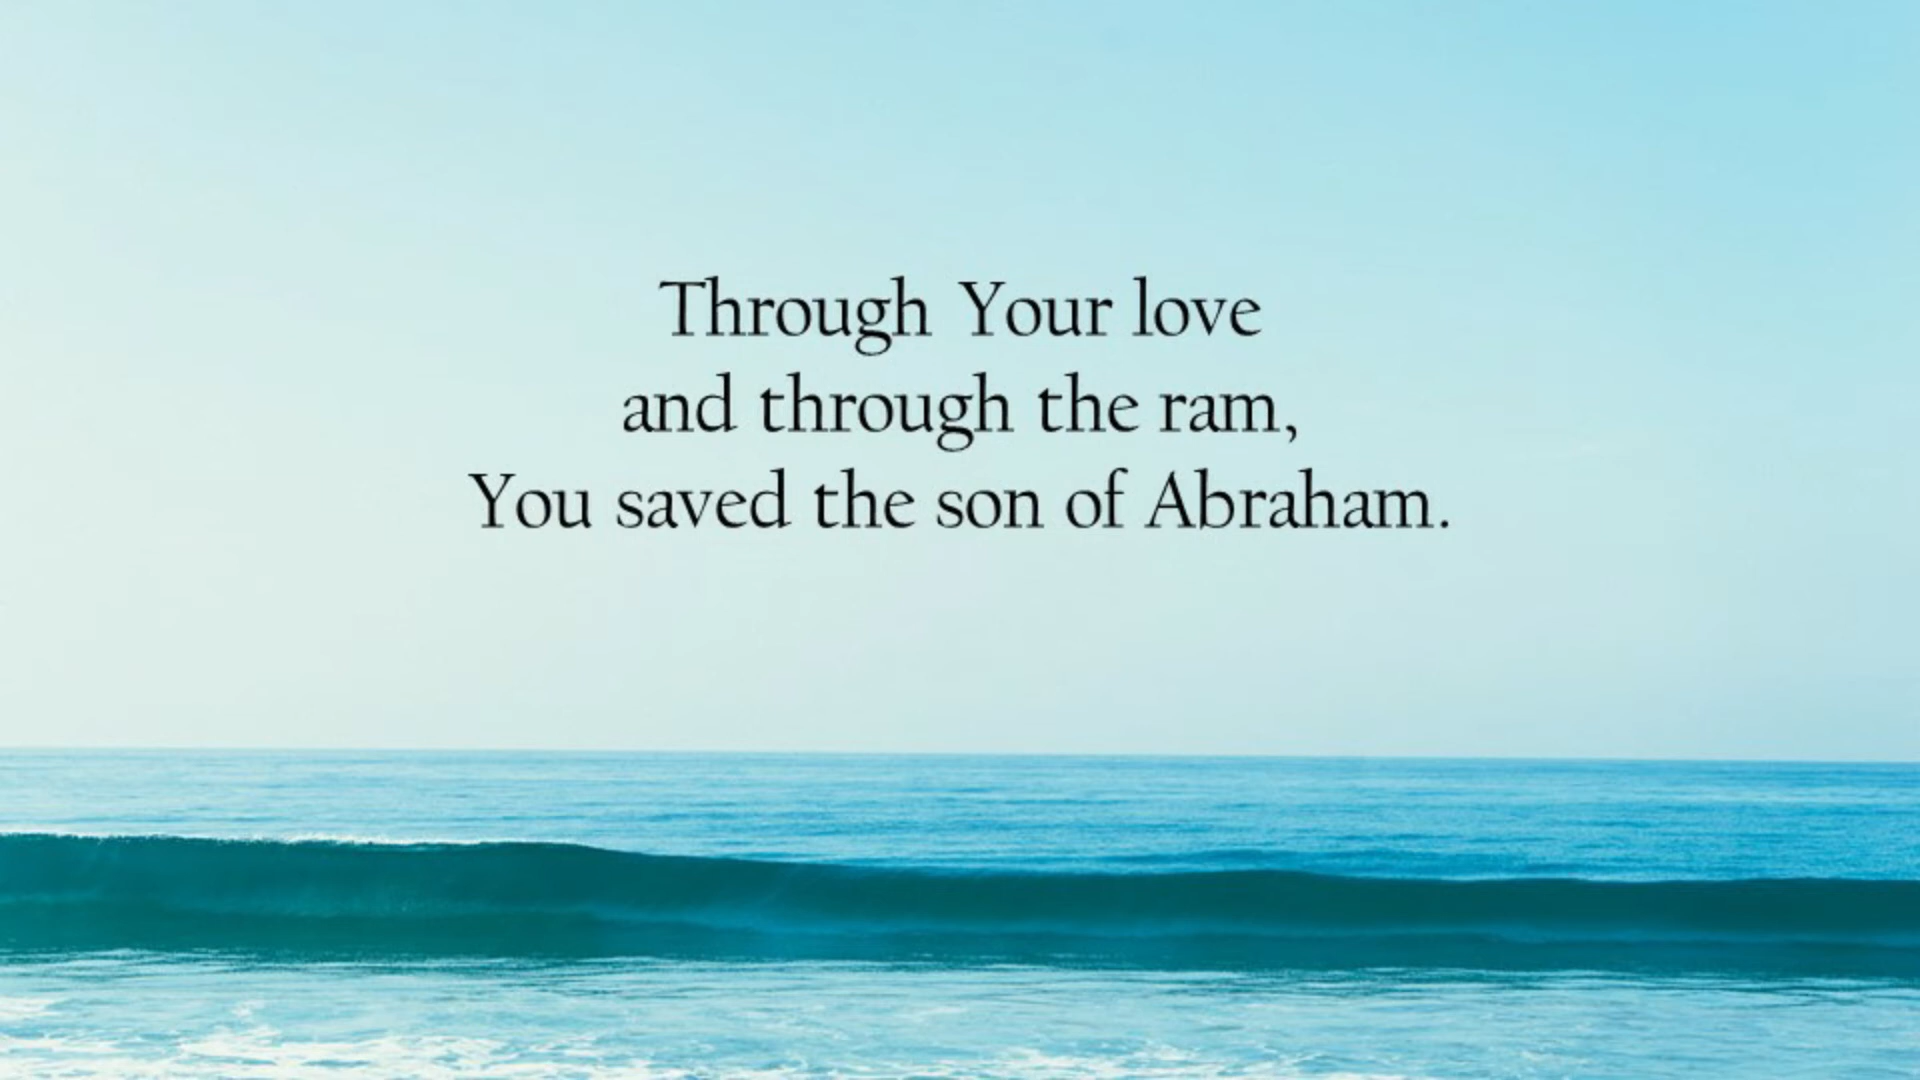 Through Your love
and through the ram,
You saved the son of Abraham.